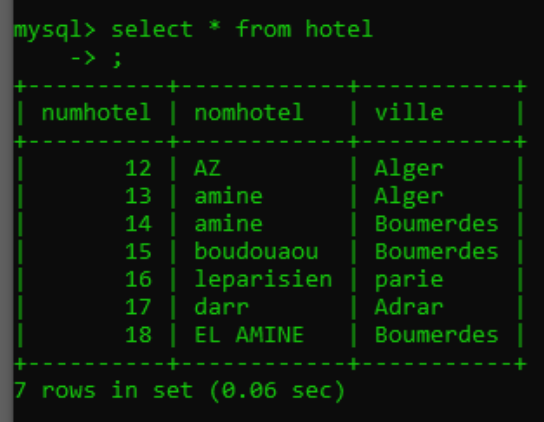 mysql> select * from hotel
    -> ;
+----------+-------------+-----------+
| numhotel | nomhotel    | ville     |
+----------+-------------+-----------+
|       12 | AZ          | Alger     |
|       13 | amine       | Alger     |
|       14 | amine       | Boumerdes |
|       15 | boudouaou   | Boumerdes |
|       16 | leparisien  | parie     |
|       17 | darr        | Adrar     |
|       18 | EL AMINE    | Boumerdes |
+----------+-------------+-----------+
7 rows in set (0.06 sec)